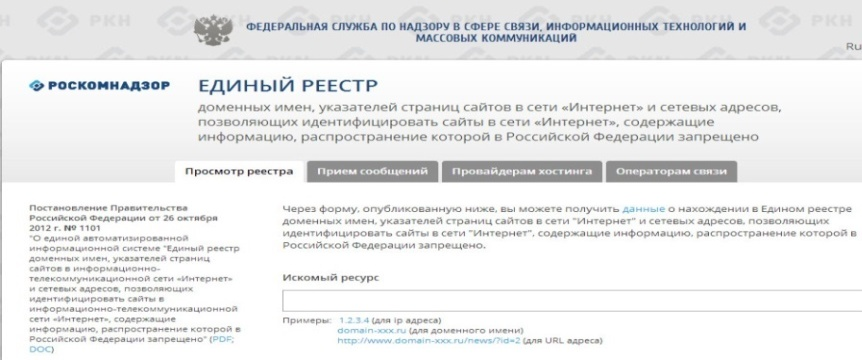 ФЕДЕРАЛЬНАЯ СЛУЖБА ПО НАДЗОРУ В СФЕРЕ СВЯЗИ, ИНФОРМАЦИОННЫХ ТЕХНОЛОГИЙ И
МАССОВЫХ КОММУНИКАЦИЙ
Ru
РОСКОМНАДЗОР
ЕДИНЫЙ РЕЕСТР
доменных имен, указателей страниц сайтов в сети «Интернет» и сетевых адресов,
позволяющих идентифицировать сайты в сети «Интернет», содержащие
информацию, распространение которой в Российской Федерации запрещено
Просмотр реестра Прием сообщений Провайдерам хостинга Операторам связи
Постановление Правительства
Российской Федерации от 26 октября
2012 г. № 1101
"О единой автоматизированной
информационной системе "Единый реестр
доменных имен, указателей страниц
сайтов в информационно-
телекоммуникационной сети «Интернет»
и сетевых адресов, позволяющих
идентифицировать сайты в
информационно-телекоммуникационной
сети «Интернет», содержащие
информацию, распространение которой в
Российской Федерации запрещено" (PDF;
DOC)
Через форму, опубликованную ниже, вы можете получить данные о нахождении в Едином реестре
доменных имен, указателей страниц сайтов в сети "Интернет" и сетевых адресов, позволяющих
идентифицировать сайты в сети "Интернет", содержащие информацию, распространение которой в
Российской Федерации запрещено.
Искомый ресурс
Примеры: 1.2.3.4 (для ip адреса)
domain-xxx.ru (для доменного имени)
http://www.domain-xxx.ru/news/?id=2 (для URL адреса)